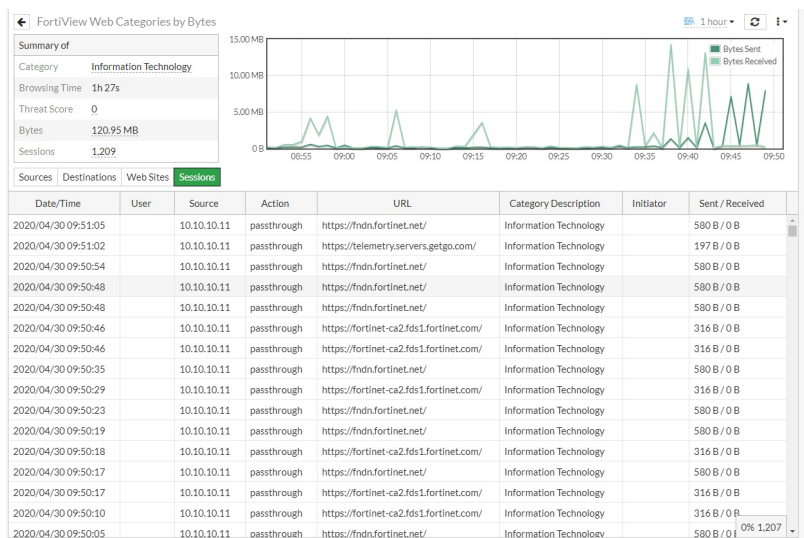 FortiView Web Categories by Bytes
1 hour
Summary of
Category Information Technology
Browsing Time 1h 27s
Threat Score 0
Bytes 120.95 MB
Sessions 1,209
15.00 MB
10.00 MB
5.00 MB
0 B
Bytes Sent
Bytes Received
08:55 09:00 09:05 09:10 09:15 09:20 09:25 09:30 09:35 09:40 09:45 09:50
Sources Destinations Web Sites Sessions
Date/Time User Source Action URL Category Description Initiator Sent / Received
2020/04/30 09:51:05 10.10.10.11 passthrough https://fndn.fortinet.net/ Information Technology 580 B / 0 B
2020/04/30 09:51:02 10.10.10.11 passthrough https://telemetry.servers.getgo.com/ Information Technology 197 B / 0 B
2020/04/30 09:50:54 10.10.10.11 passthrough https://fndn.fortinet.net/ Information Technology 580 B / 0 B
2020/04/30 09:50:48 10.10.10.11 passthrough https://fndn.fortinet.net/ Information Technology 580 B / 0 B
2020/04/30 09:50:48 10.10.10.11 passthrough https://fndn.fortinet.net/ Information Technology 580 B / 0 B
2020/04/30 09:50:46 10.10.10.11 passthrough https://fortinet-ca2.fds1.fortinet.com/ Information Technology 316 B / 0 B
2020/04/30 09:50:46 10.10.10.11 passthrough https://fortinet-ca2.fds1.fortinet.com/ Information Technology 316 B / 0 B
2020/04/30 09:50:35 10.10.10.11 passthrough https://fndn.fortinet.net/ Information Technology 580 B / 0 B
2020/04/30 09:50:29 10.10.10.11 passthrough https://fortinet-ca2.fds1.fortinet.com/ Information Technology 316 B / 0 B
2020/04/30 09:50:23 10.10.10.11 passthrough https://fndn.fortinet.net/ Information Technology 580 B / 0 B
2020/04/30 09:50:19 10.10.10.11 passthrough https://fndn.fortinet.net/ Information Technology 580 B / 0 B
2020/04/30 09:50:18 10.10.10.11 passthrough https://fortinet-ca2.fds1.fortinet.com/ Information Technology 316 B / 0 B
2020/04/30 09:50:17 10.10.10.11 passthrough https://fndn.fortinet.net/ Information Technology 580 B / 0 B
2020/04/30 09:50:17 10.10.10.11 passthrough https://fortinet-ca2.fds1.fortinet.com/ Information Technology 316 B / 0 B
2020/04/30 09:50:10 10.10.10.11 passthrough https://fortinet-ca2.fds1.fortinet.com/ Information Technology 316 B / 0 B
2020/04/30 09:50:05 10.10.10.11 passthrough https://fndn.fortinet.net/ Information Technology 580 B / 0
0% 1,207